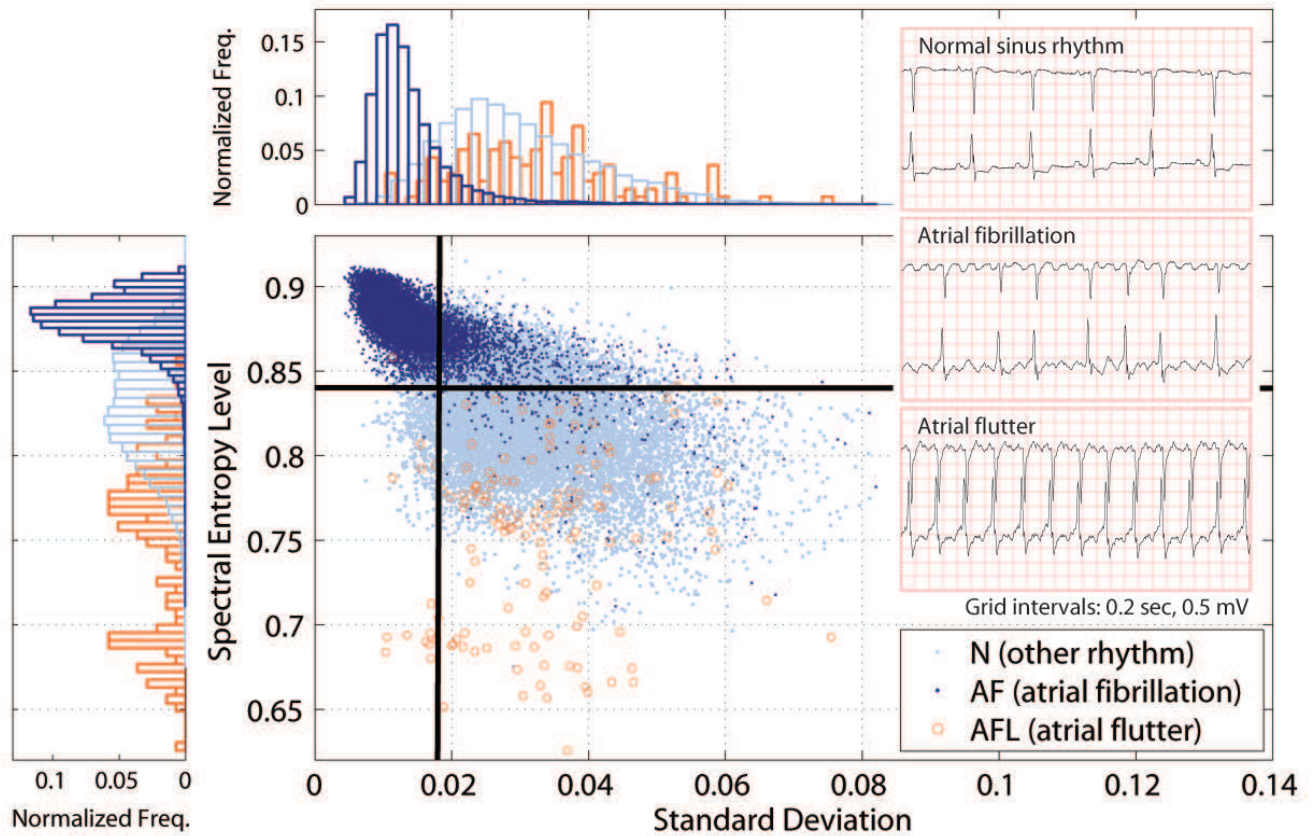 Normalized Freq.
0.15
0.1
0.05
0
Normal sinus rhythm
Atrial fibrillation
Atrial flutter
Grid intervals: 0.2 sec, 0.5 mV
N (other rhythm)
AF (atrial fibrillation)
AFL (atrial flutter)
Spectral Entropy Level
0.9
0.85
0.8
0.75
0.7
0.65
0.1 0.05 0
Normalized Freq.
0 0.02 0.04 0.06 0.08 0.1 0.12 0.14
Standard Deviation